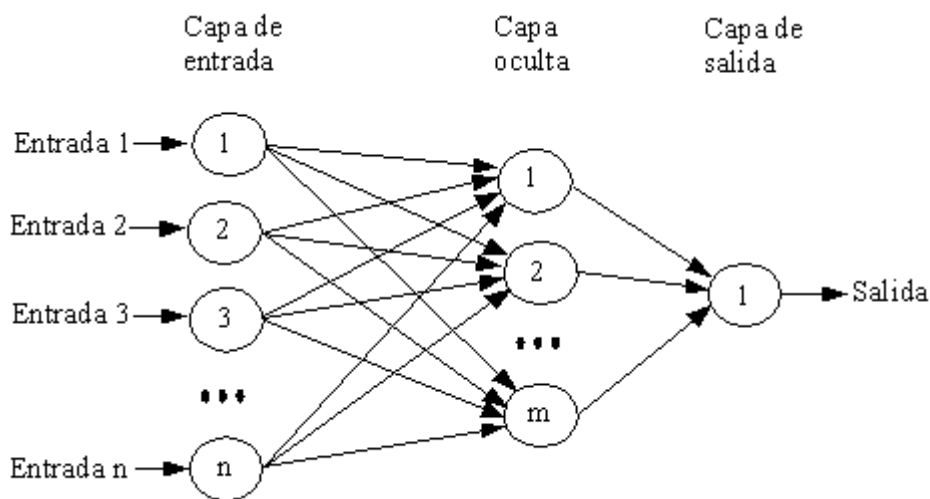 Capa de
entrada
Capa
oculta
Capa de
salida
Entrada 1
1
Entrada 2
2
Entrada 3
3
...
Entrada n
n
1
2
...
m
1
Salida